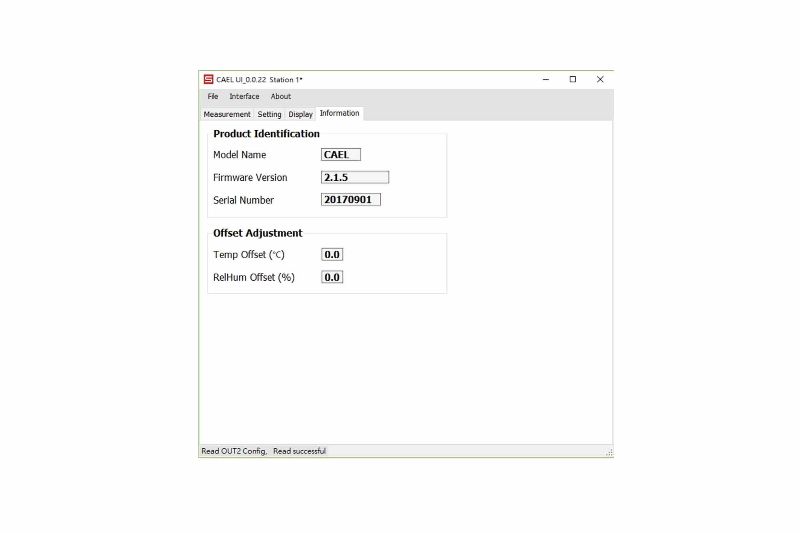 CAEL UI_0.0.22 Station 1*
File Interface About
Measurement Setting Display Information
Product Identification
Model Name CAEL
Firmware Version 2.1.5
Serial Number 20170901
Offset Adjustment
Temp Offset (°C) 0.0
RelHum Offset (%) 0.0
Read OUT2 Config, Read successful